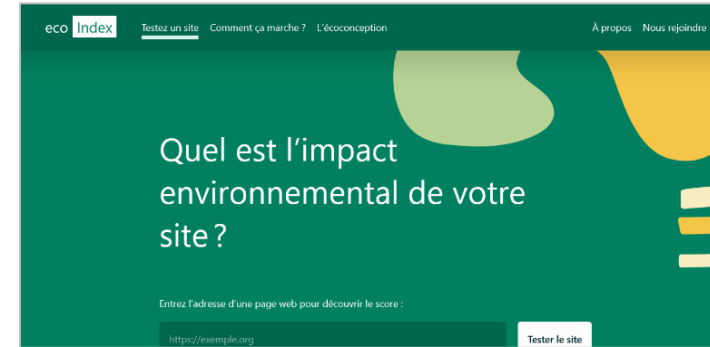 eco Index Testez un site Comment ça marche ? L'écoconception À propos Nous rejoindre
Quel est l'impact
environnemental de votre
site ?
Entrez l'adresse d'une page web pour découvrir le score :
https://exemple.org Tester le site